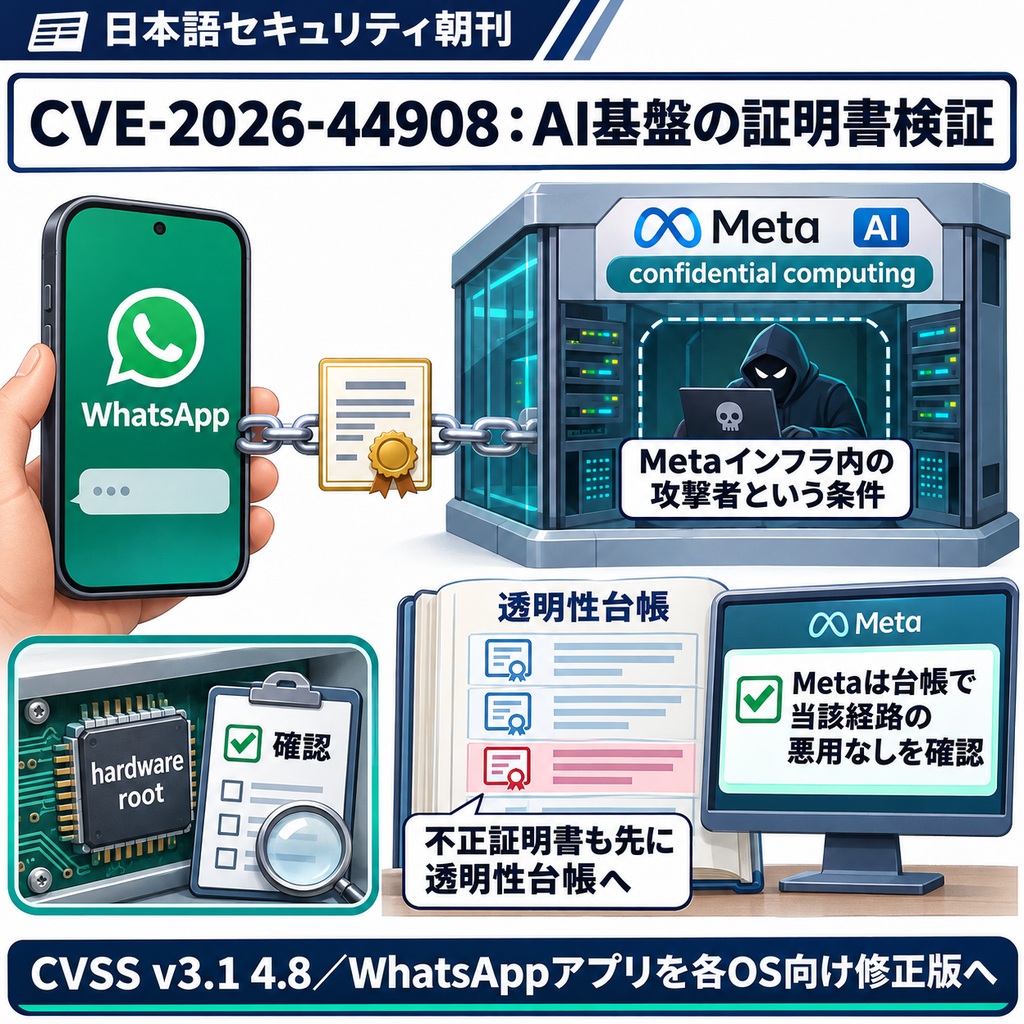 日本語セキュリティ朝刊
CVE-2026-44908：AI基盤の証明書検証
WhatsApp
Meta AI
confidential computing
Metaインフラ内の
攻撃者という条件
hardware
root
確認
透明性台帳
不正証明書も先に
透明性台帳へ
Meta
Metaは台帳で
当該経路の
悪用なしを確認
CVSS v3.1 4.8／WhatsAppアプリを各OS向け修正版へ